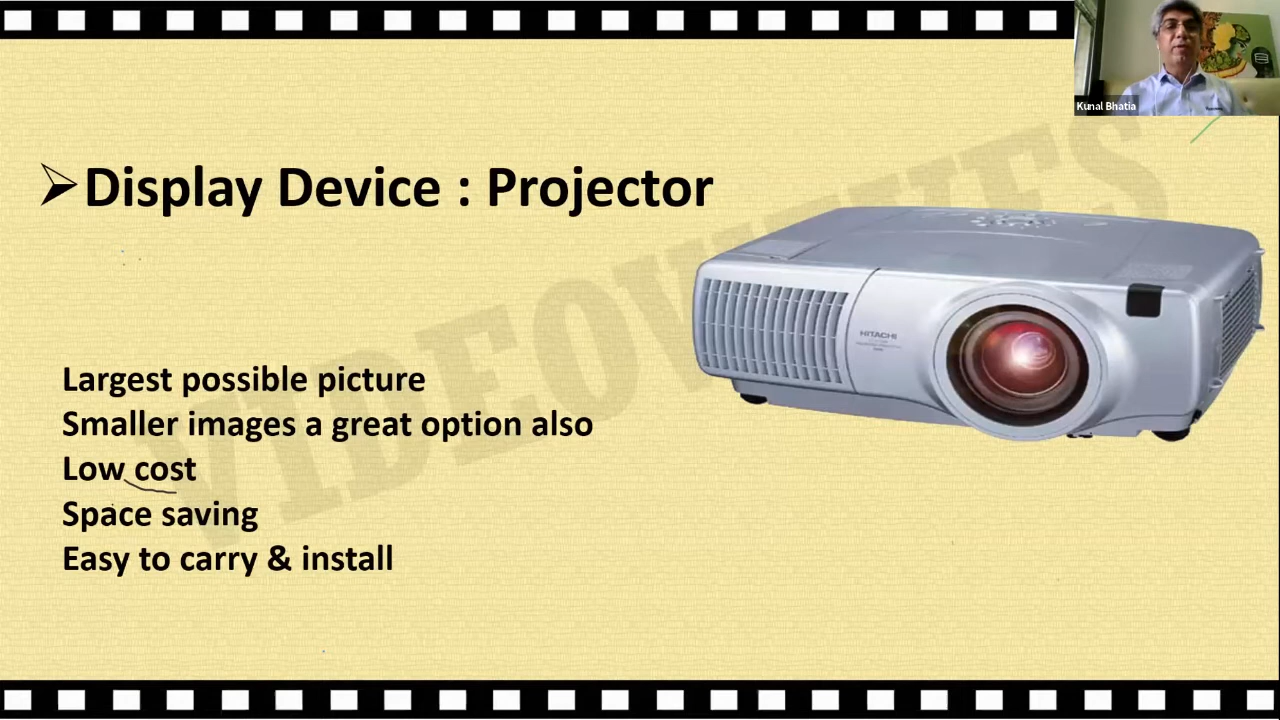 Kunal Bhatia
Display Device : Projector
VIDEOWAVES
HITACHI
Largest possible picture
Smaller images a great option also
Low cost
Space saving
Easy to carry & install